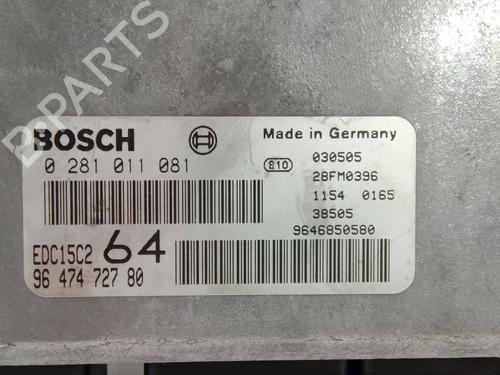 B-PARTS
BOSCH
Made in Germany
0 281 011 081
810
030505
28FM0396
1154 0165
38505
9646850580
EDC15C2 64
96 474 727 80